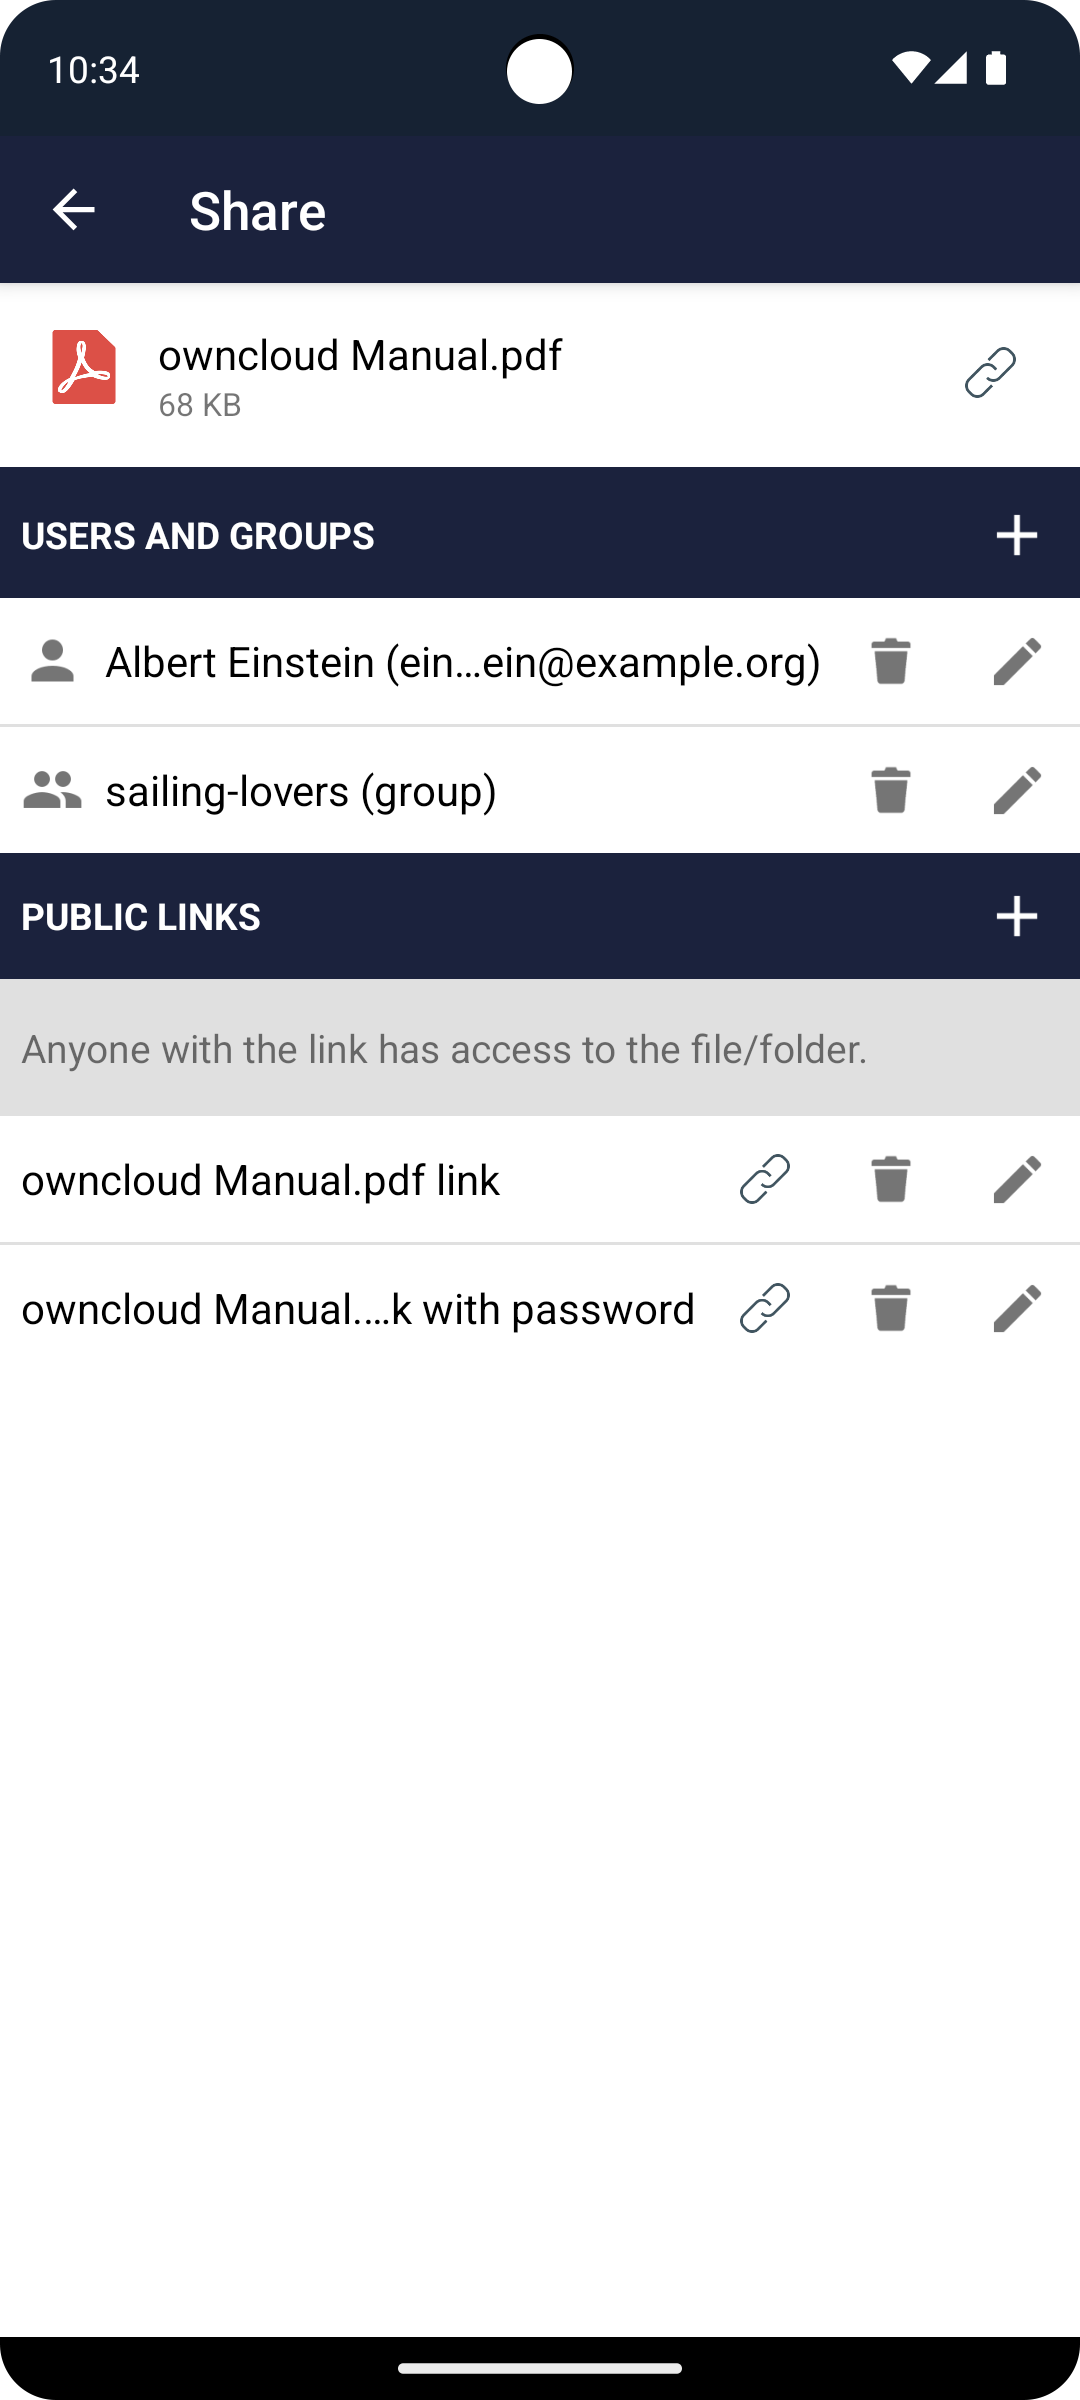 10:34
Share
owncloud Manual.pdf
68 KB
USERS AND GROUPS
Albert Einstein (ein...ein@example.org)
sailing-lovers (group)
PUBLIC LINKS
Anyone with the link has access to the file/folder.
owncloud Manual.pdf link
owncloud Manual....k with password